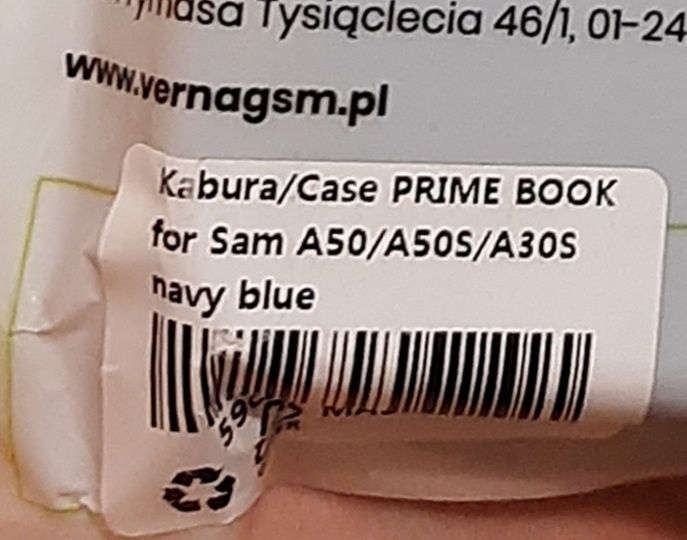 Tysiąclecia 46/1, 01-24
www.vernagsm.pl
Kabura/Case PRIME BOOK
for Sam A50/A50S/A30S
navy blue